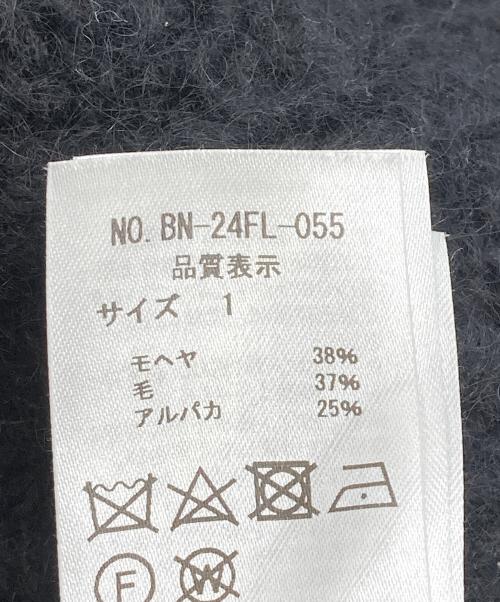 NO. BN-24FL-055
品質表示
サイズ 1
モヘヤ 38%
毛 37%
アルパカ 25%
F W